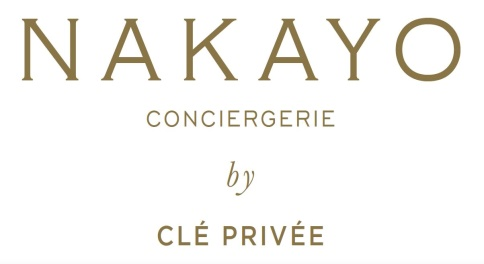 NAKAYO
CONCIERGERIE
by
CLÉ PRIVÉE